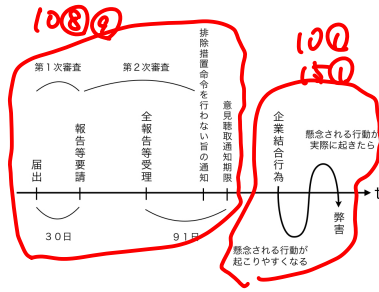 10⑧⑨
10①
15①
第1次審査
第2次審査
排除措置命令を行わない旨の通知
意見聴取通知期限
届出
報告等要請
全報告等受理
企業結合行為
懸念される行動が
実際に起きたら
弊害
t
30日
91日
懸念される行動が
起こりやすくなる